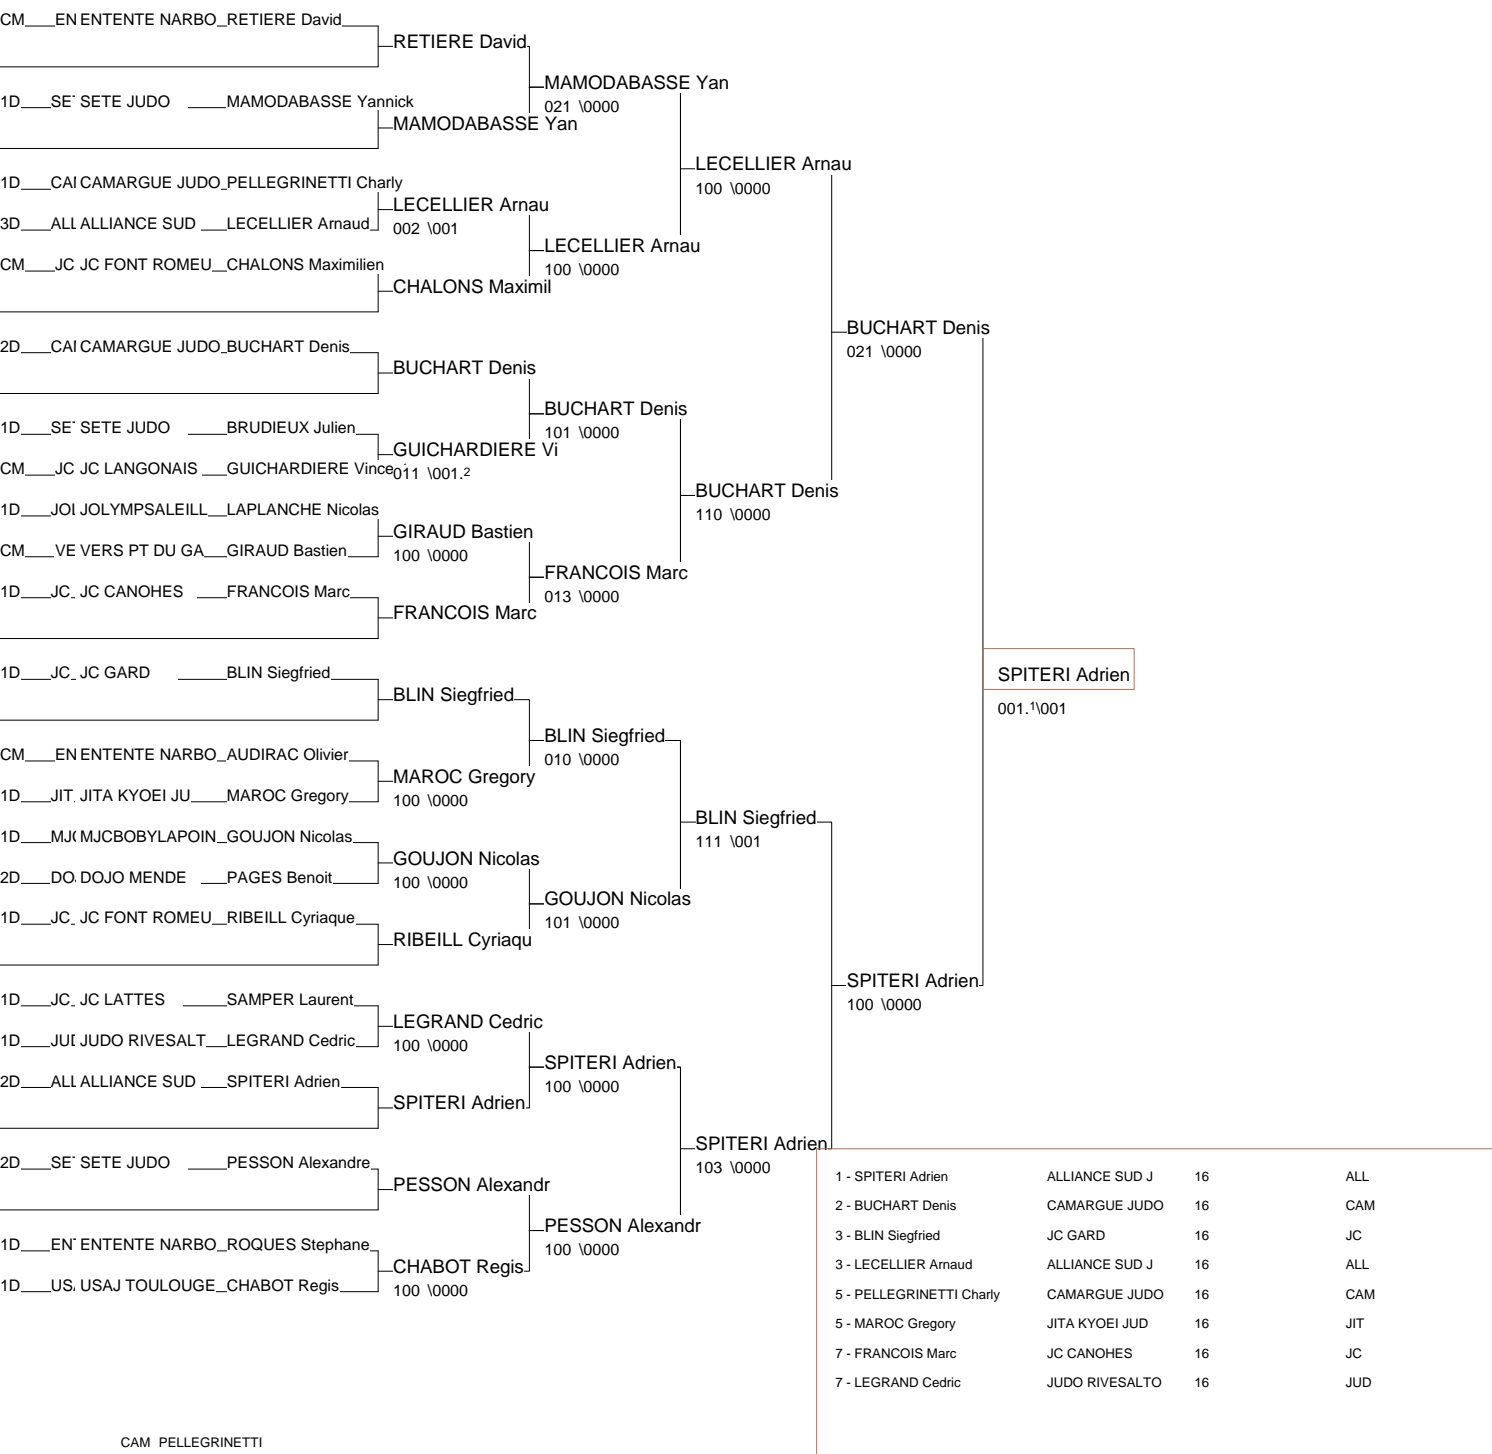 CM EN ENTENTE NARBO RETIERE David
RETIERE David
MAMODABASSE Yan
021 \0000
1D SE SETE JUDO MAMODABASSE Yannick
MAMODABASSE Yan
LECELLIER Arnau
100 \0000
1D CAI CAMARGUE JUDO PELLEGRINETTI Charly
LECELLIER Arnau
002 \001
3D ALL ALLIANCE SUD LECELLIER Arnaud
LECELLIER Arnau
100 \0000
CM JC JC FONT ROMEU CHALONS Maximilien
CHALONS Maximil
BUCHART Denis
021 \0000
2D CAI CAMARGUE JUDO BUCHART Denis
BUCHART Denis
BUCHART Denis
101 \0000
1D SE SETE JUDO BRUDIEUX Julien
GUICHARDIERE Vi
011 \001.2
CM JC JC LANGONAIS GUICHARDIERE Vince
BUCHART Denis
110 \0000
1D JOL JOLYMPSALEILL LAPLANCHE Nicolas
GIRAUD Bastien
100 \0000
CM VE VERS PT DU GA GIRAUD Bastien
FRANCOIS Marc
013 \0000
1D JC JC CANOHES FRANCOIS Marc
FRANCOIS Marc
SPITERI Adrien
001.1\001
1D JC JC GARD BLIN Siegfried
BLIN Siegfried
BLIN Siegfried
010 \0000
CM EN ENTENTE NARBO AUDIRAC Olivier
MAROC Gregory
100 \0000
1D JIT JITA KYOEI JU MAROC Gregory
BLIN Siegfried
111 \001
1D MJ( MJCBOBYLAPOIN GOUJON Nicolas
GOUJON Nicolas
100 \0000
2D DO DOJO MENDE PAGES Benoit
GOUJON Nicolas
101 \0000
1D JC JC FONT ROMEU RIBEILL Cyriaque
RIBEILL Cyriaqu
SPITERI Adrien
100 \0000
1D JC JC LATTES SAMPER Laurent
LEGRAND Cedric
100 \0000
1D JUI JUDO RIVESALT LEGRAND Cedric
SPITERI Adrien
100 \0000
2D ALL ALLIANCE SUD SPITERI Adrien
SPITERI Adrien
SPITERI Adrien
103 \0000
2D SE SETE JUDO PESSON Alexandre
PESSON Alexandr
PESSON Alexandr
100 \0000
1D EN ENTENTE NARBO ROQUES Stephane
CHABOT Regis
100 \0000
1D US USAJ TOULOUGE CHABOT Regis
1 - SPITERI Adrien ALLIANCE SUD J 16 ALL
2 - BUCHART Denis CAMARGUE JUDO 16 CAM
3 - BLIN Siegfried JC GARD 16 JC
3 - LECELLIER Arnaud ALLIANCE SUD J 16 ALL
5 - PELLEGRINETTI Charly CAMARGUE JUDO 16 CAM
5 - MAROC Gregory JITA KYOEI JUD 16 JIT
7 - FRANCOIS Marc JC CANOHES 16 JC
7 - LEGRAND Cedric JUDO RIVESALTO 16 JUD
CAM PELLEGRINETTI